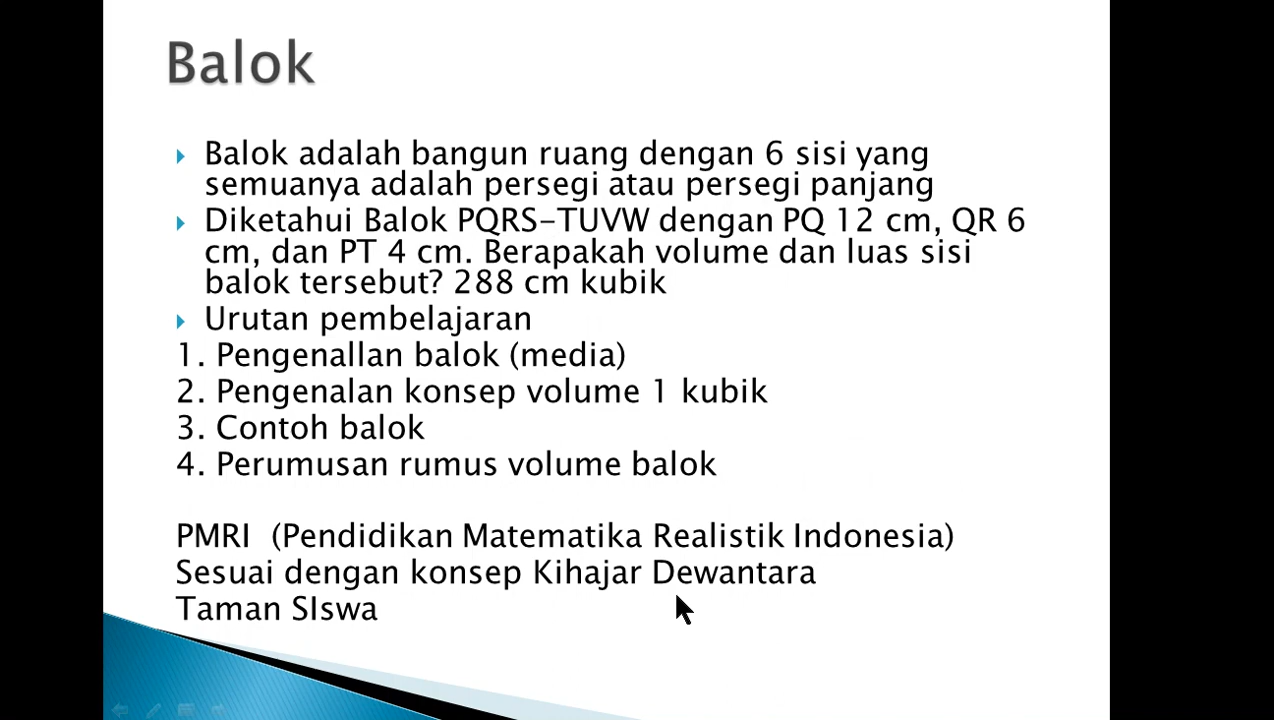 Balok
Balok adalah bangun ruang dengan 6 sisi yang
semuanya adalah persegi atau persegi panjang
Diketahui Balok PQRS-TUVW dengan PQ 12 cm, QR 6
cm, dan PT 4 cm. Berapakah volume dan luas sisi
balok tersebut? 288 cm kubik
Urutan pembelajaran
1. Pengenallan balok (media)
2. Pengenalan konsep volume 1 kubik
3. Contoh balok
4. Perumusan rumus volume balok
PMRI  (Pendidikan Matematika Realistik Indonesia)
Sesuai dengan konsep Kihajar Dewantara
Taman SIswa